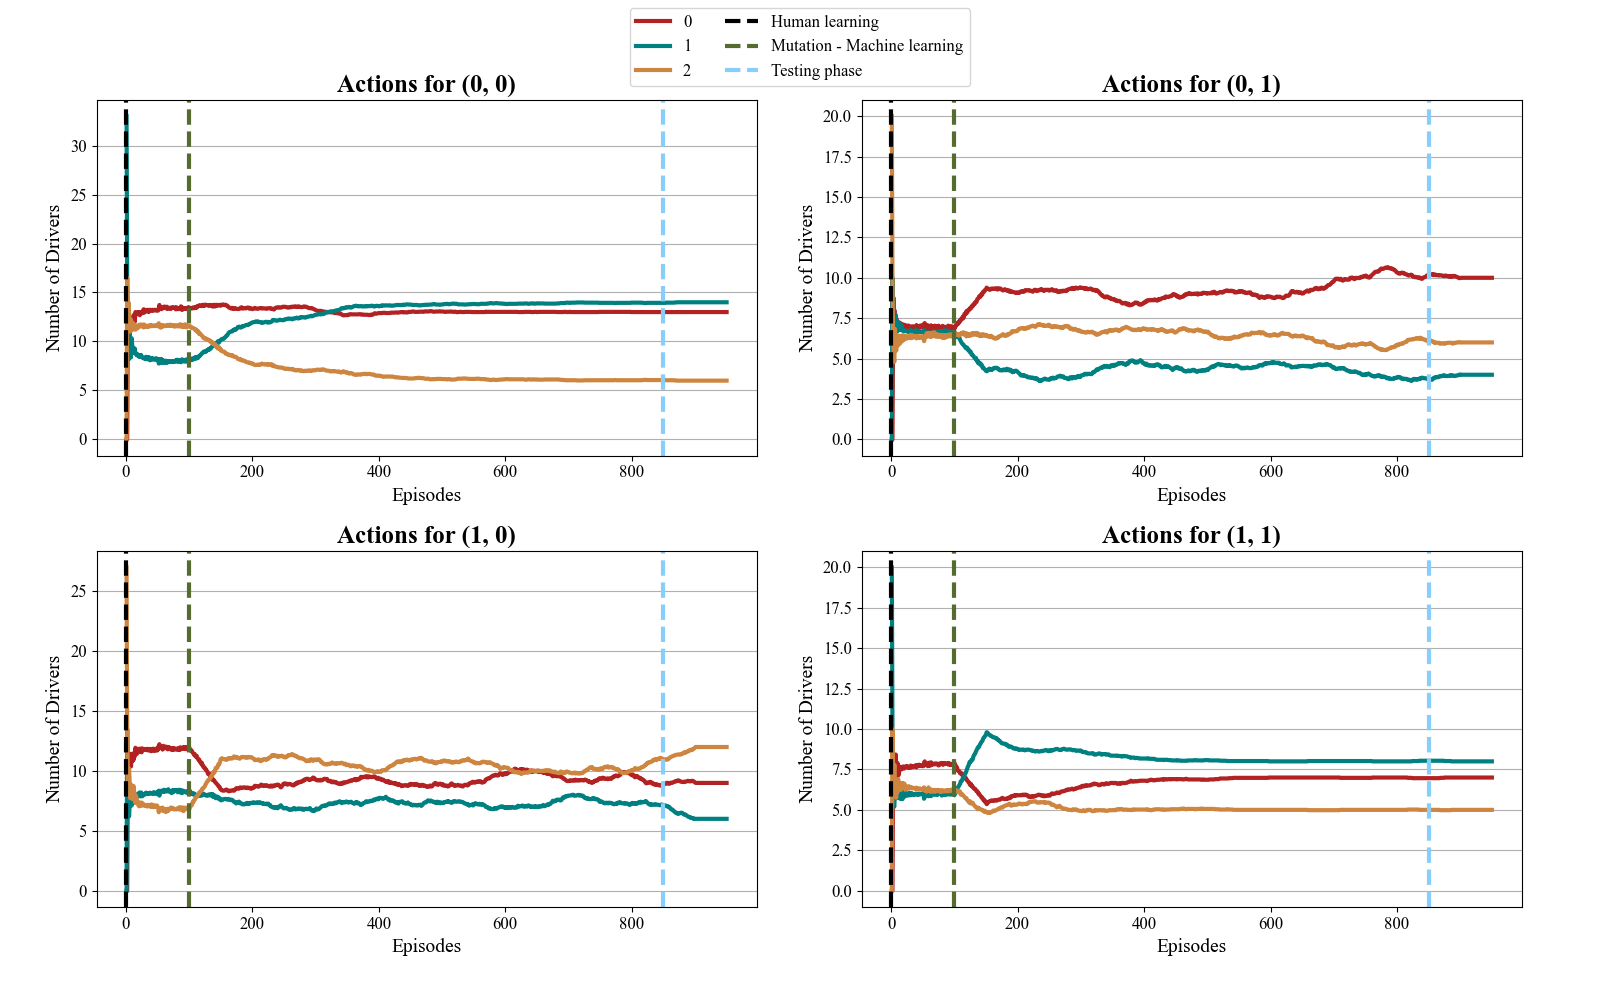 0 Human learning
1 Mutation - Machine learning
2 Testing phase
Actions for (0, 0)
30
25
20
15
10
5
0
Number of Drivers
0 200 400 600 800
Episodes
Actions for (0, 1)
20.0
17.5
15.0
12.5
10.0
7.5
5.0
2.5
0.0
Number of Drivers
0 200 400 600 800
Episodes
Actions for (1, 0)
25
20
15
10
5
0
Number of Drivers
0 200 400 600 800
Episodes
Actions for (1, 1)
20.0
17.5
15.0
12.5
10.0
7.5
5.0
2.5
0.0
Number of Drivers
0 200 400 600 800
Episodes